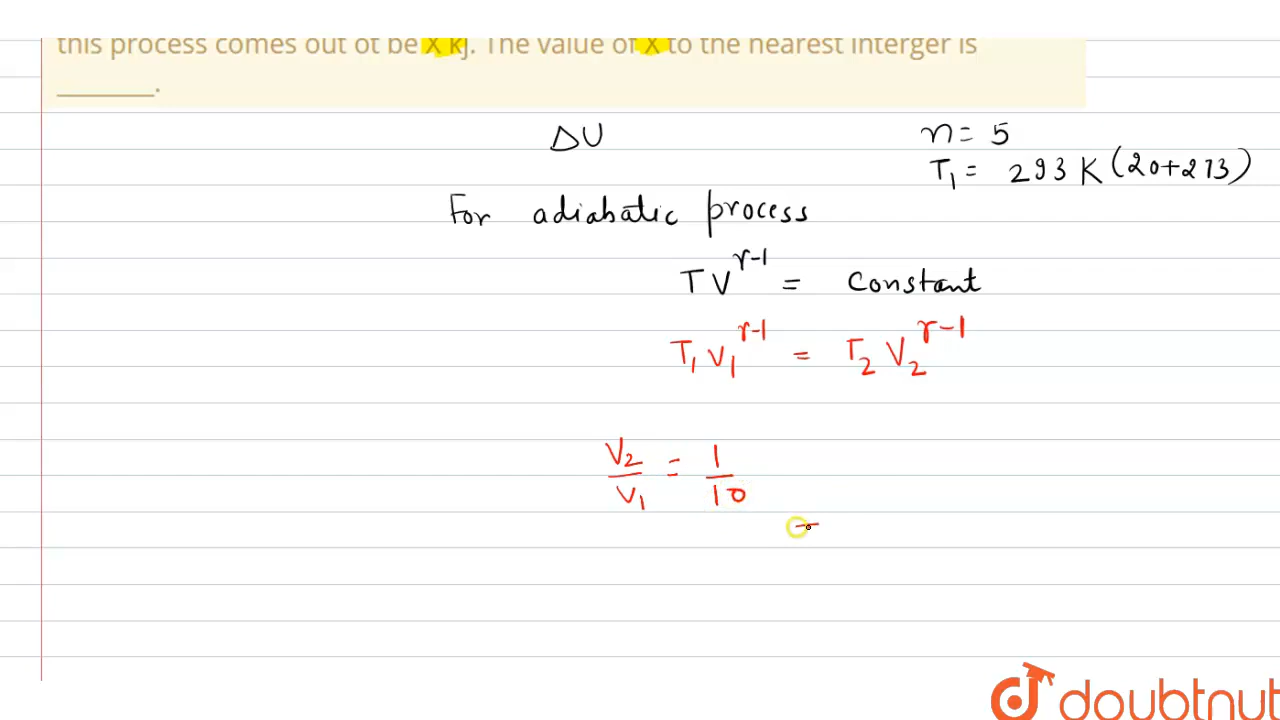 this process comes out ot be X kJ. The value of X to the nearest interger is
________.
ΔU
n = 5
T₁ = 293 K (20+273)
For adiabatic process
TV^(γ-1) = Constant
T₁V₁^(γ-1) = T₂V₂^(γ-1)
V₂/V₁ = 1/10
doubtnut